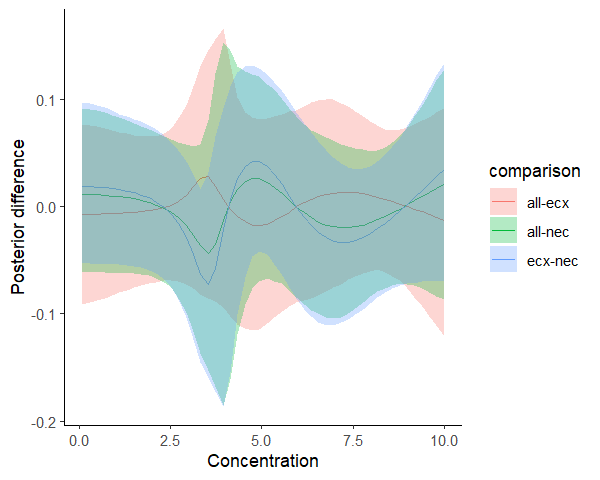 Posterior difference
0.1
0.0
-0.1
-0.2
0.0 2.5 5.0 7.5 10.0
Concentration
comparison
all-ecx
all-nec
ecx-nec